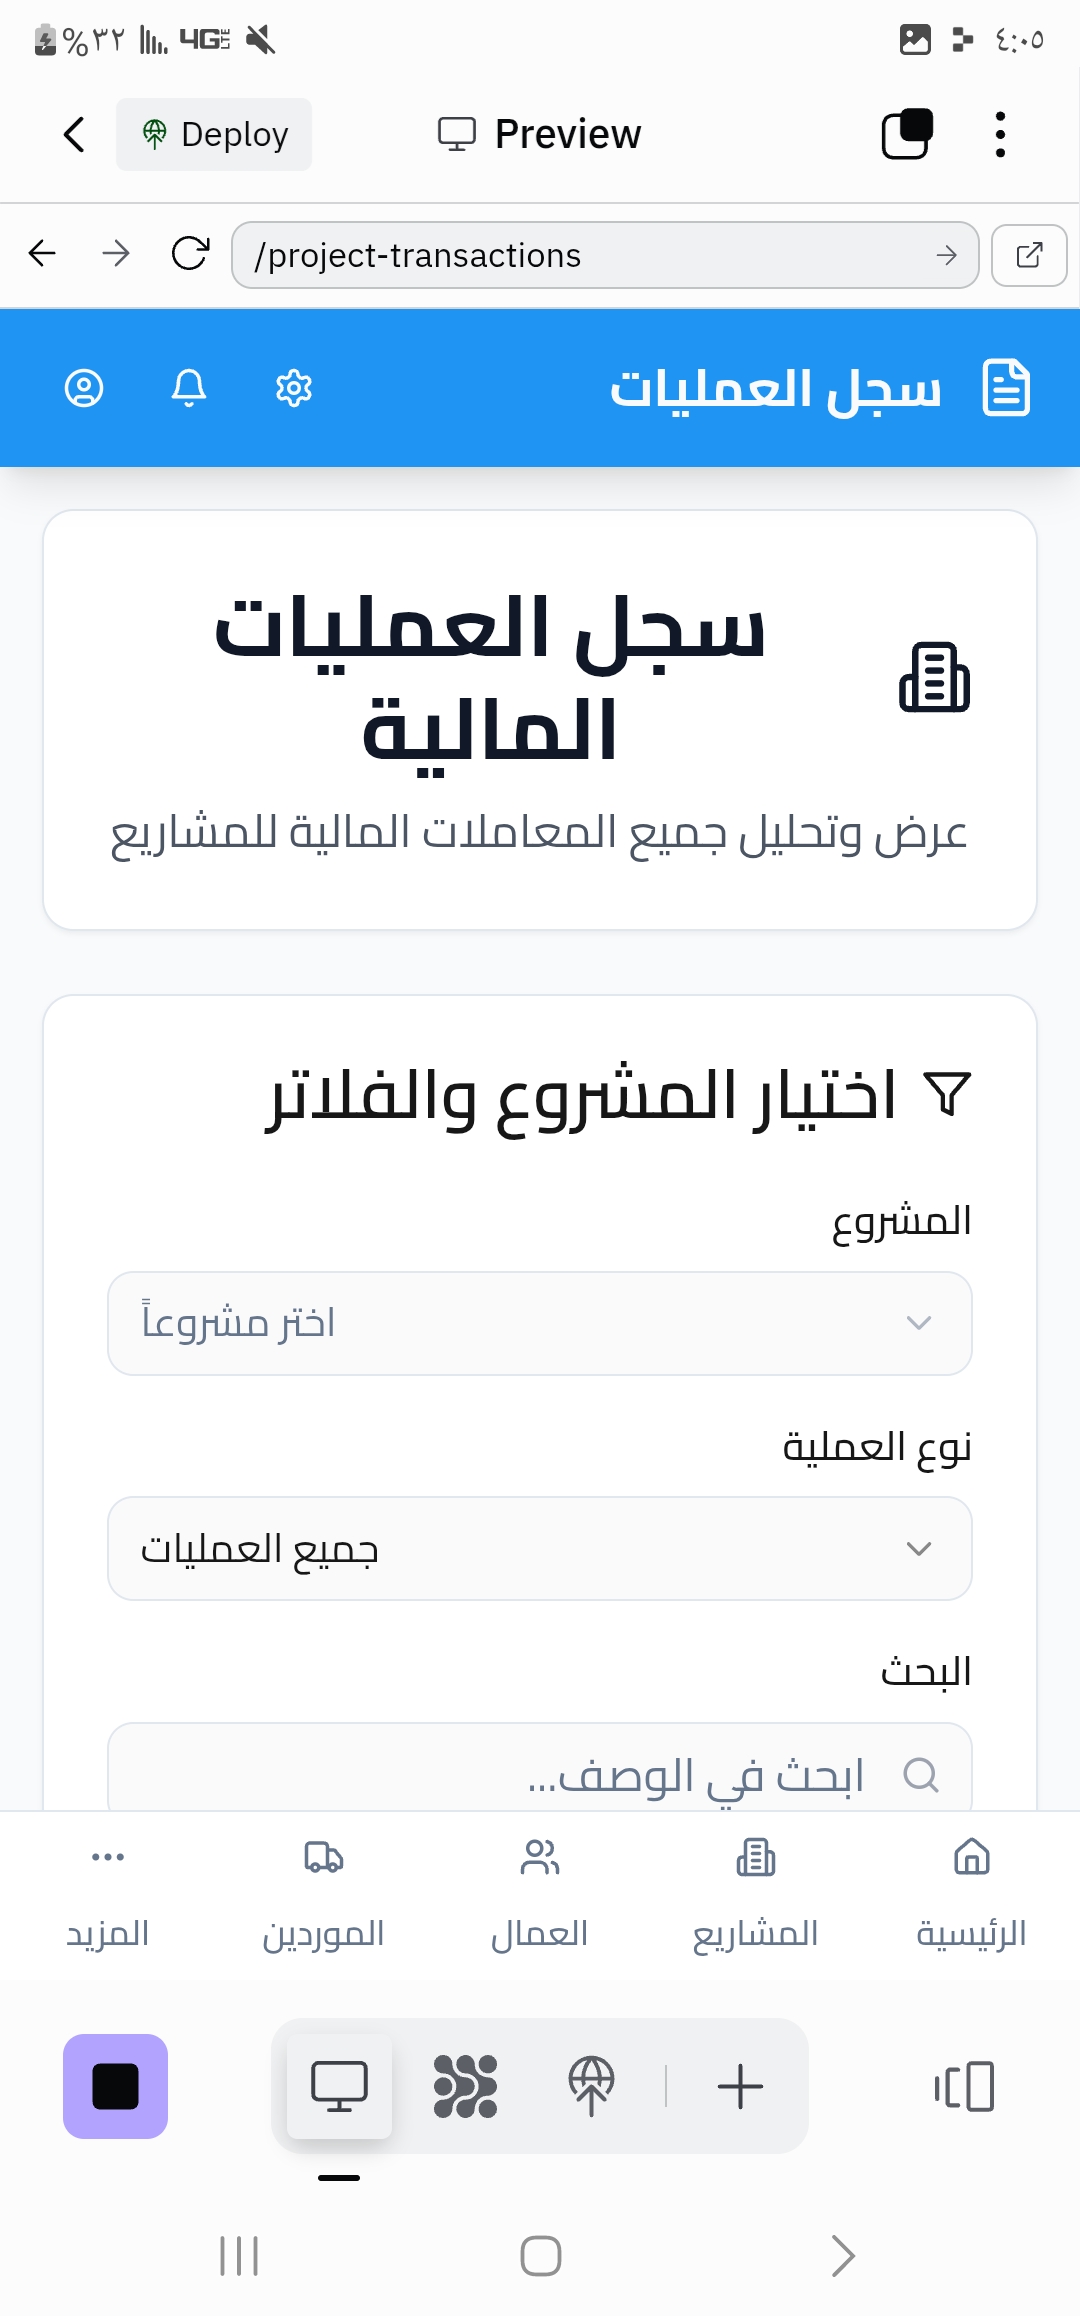 %٣٢ 4G LTE ٤:٠٥
Deploy
Preview
/project-transactions
سجل العمليات
سجل العمليات
المالية
عرض وتحليل جميع المعاملات المالية للمشاريع
اختيار المشروع والفلاتر
المشروع
اختر مشروعاً
نوع العملية
جميع العمليات
البحث
ابحث في الوصف...
الرئيسية
المشاريع
العمال
الموردين
المزيد